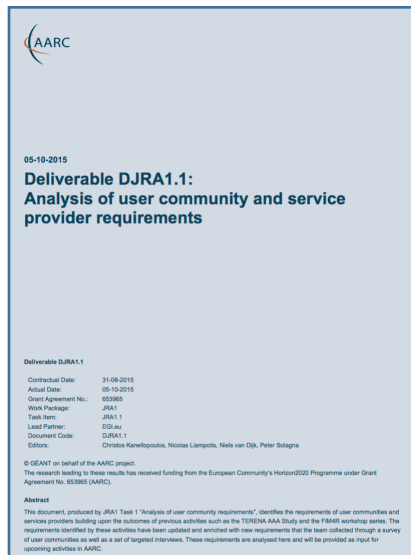 AARC
05-10-2015
Deliverable DJRA1.1:
Analysis of user community and service
provider requirements
Deliverable DJRA1.1
Contractual Date: 31-08-2015
Actual Date: 05-10-2015
Grant Agreement No.: 653965
Work Package: JRA1
Task Item: JRA1.1
Lead Partner: EGI.eu
Document Code: DJRA1.1
Editors: Christos Kanellopoulos, Nicolas Liampotis, Niels van Dijk, Peter Solagna
© GÉANT on behalf of the AARC project.
The research leading to these results has received funding from the European Community's Horizon2020 Programme under Grant
Agreement No. 653965 (AARC).
Abstract
This document, produced by JRA1 Task 1 "Analysis of user community requirements", identifies the requirements of user communities and
services providers building upon the outcomes of previous activities such as the TERENA AAA Study and the FIM4R workshop series. The
requirements identified by these activities have been updated and enriched with new requirements that the team collected through a survey
of user communities as well as a set of targeted interviews. These requirements are analysed here and will be provided as input for
upcoming activities in AARC.